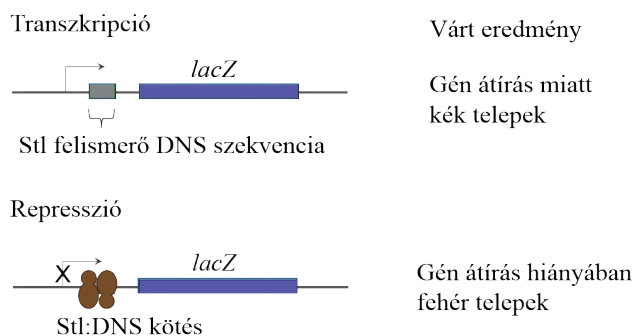 Transzkripció
Várt eredmény
lacZ
Gén átírás miatt
kék telepek
Stl felismerő DNS szekvencia
Represszió
X
lacZ
Gén átírás hiányában
fehér telepek
Stl:DNS kötés